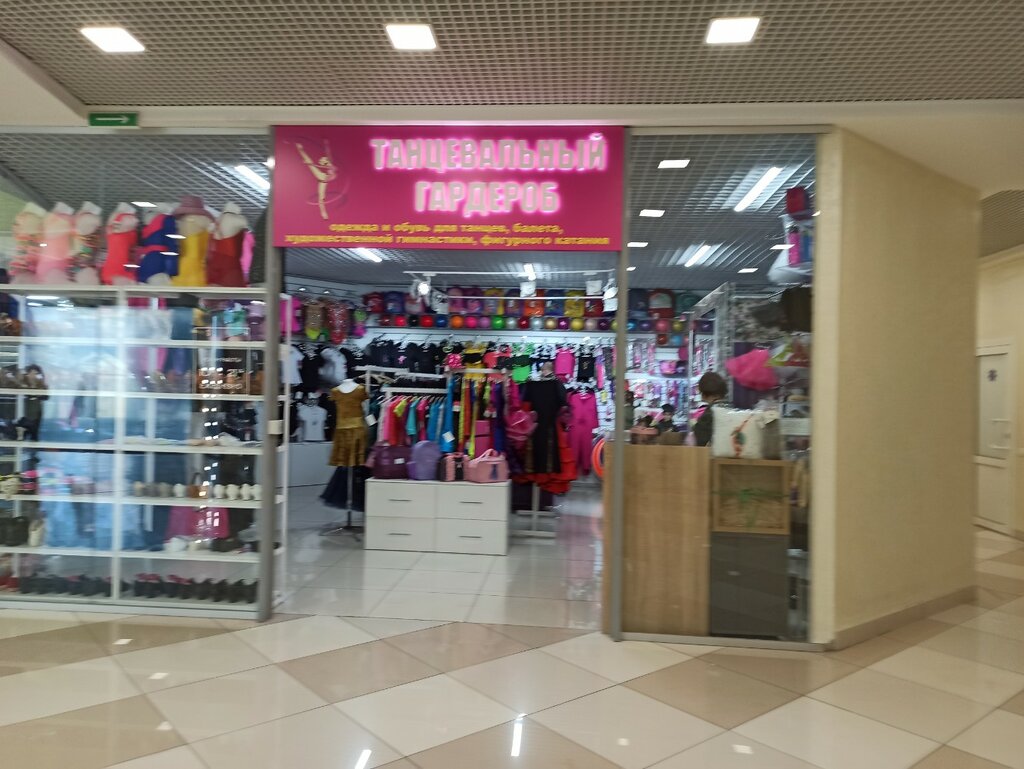 ТАНЦЕВАЛЬНЫЙ
ГАРДЕРОБ
одежда и обувь для танцев, балета,
художественной гимнастики, фигурного катания